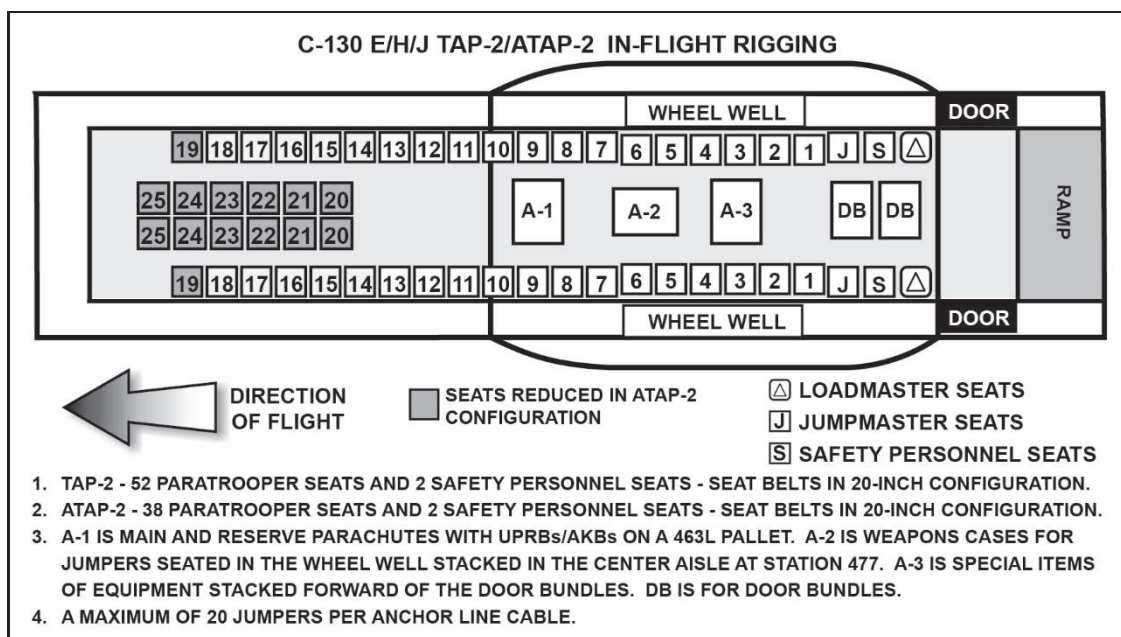 C-130 E/H/J TAP-2/ATAP-2 IN-FLIGHT RIGGING
WHEEL WELL DOOR
19 18 17 16 15 14 13 12 11 10 9 8 7 6 5 4 3 2 1 J S △
25 24 23 22 21 20
A-1 A-2 A-3 DB DB
RAMP
25 24 23 22 21 20
19 18 17 16 15 14 13 12 11 10 9 8 7 6 5 4 3 2 1 J S △
WHEEL WELL DOOR
DIRECTION
OF FLIGHT
SEATS REDUCED IN ATAP-2
CONFIGURATION
△ LOADMASTER SEATS
J JUMPMASTER SEATS
S SAFETY PERSONNEL SEATS
1. TAP-2 - 52 PARATROOPER SEATS AND 2 SAFETY PERSONNEL SEATS - SEAT BELTS IN 20-INCH CONFIGURATION.
2. ATAP-2 - 38 PARATROOPER SEATS AND 2 SAFETY PERSONNEL SEATS - SEAT BELTS IN 20-INCH CONFIGURATION.
3. A-1 IS MAIN AND RESERVE PARACHUTES WITH UPRBs/AKBs ON A 463L PALLET. A-2 IS WEAPONS CASES FOR
JUMPERS SEATED IN THE WHEEL WELL STACKED IN THE CENTER AISLE AT STATION 477. A-3 IS SPECIAL ITEMS
OF EQUIPMENT STACKED FORWARD OF THE DOOR BUNDLES. DB IS FOR DOOR BUNDLES.
4. A MAXIMUM OF 20 JUMPERS PER ANCHOR LINE CABLE.